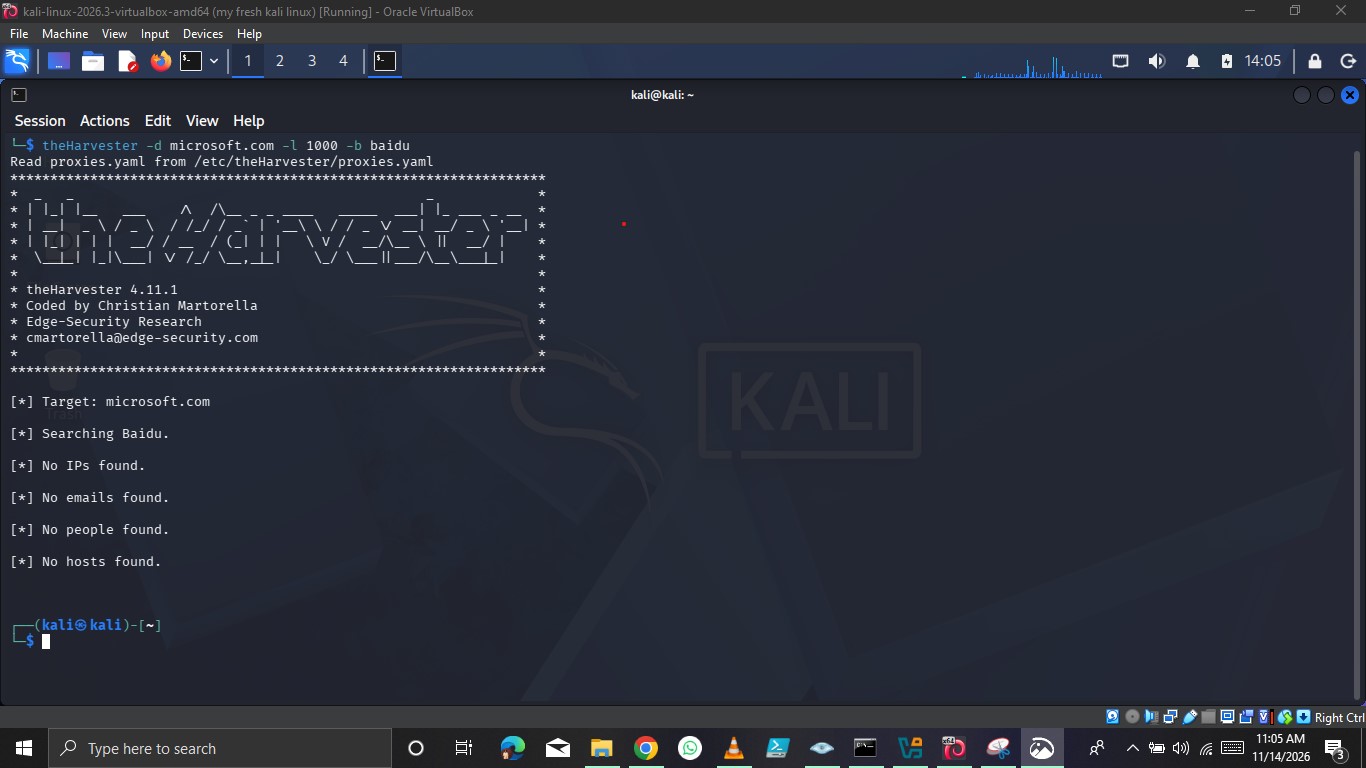 kali-linux-2026.3-virtualbox-amd64 (my fresh kali linux) [Running] - Oracle VirtualBox
File Machine View Input Devices Help
1 2 3 4 14:05
kali@kali: ~
Session Actions Edit View Help
└─$ theHarvester -d microsoft.com -l 1000 -b baidu
Read proxies.yaml from /etc/theHarvester/proxies.yaml
*******************************************************************
theHarvester
* theHarvester 4.11.1 *
* Coded by Christian Martorella *
* Edge-Security Research *
* cmartorella@edge-security.com *
* *
*******************************************************************
[*] Target: microsoft.com
Trash
[*] Searching Baidu.
[*] No IPs found.
[*] No emails found.
[*] No people found.
[*] No hosts found.
KALI
┌──(kali㉿kali)-[~]
└─$
Right Ctrl
Type here to search
11:05 AM
11/14/2026
3